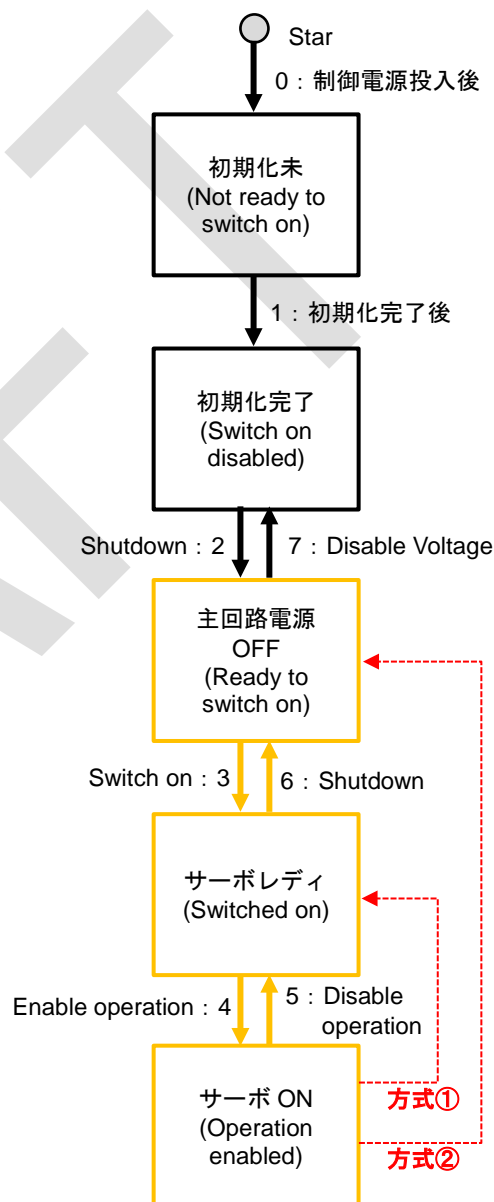 Star
0：制御電源投入後
初期化未
(Not ready to
switch on)
1：初期化完了後
初期化完了
(Switch on
disabled)
Shutdown：2
7：Disable Voltage
主回路電源
OFF
(Ready to
switch on)
Switch on：3
6：Shutdown
サーボレディ
(Switched on)
Enable operation：4
5：Disable
operation
サーボ ON
(Operation
enabled)
方式①
方式②